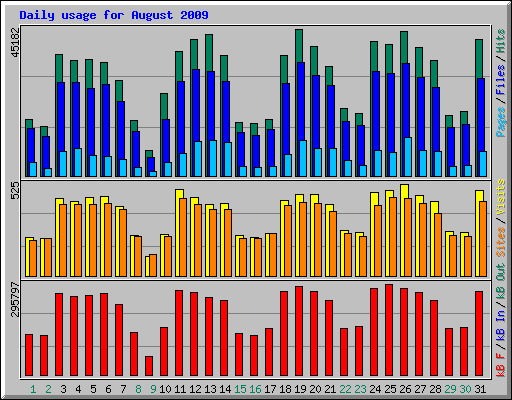 Daily usage for August 2009
45182
Pages / Files / Hits
525
Sites / Visits
295797
kB F / kB In / kB Out
1 2 3 4 5 6 7 8 9 10 11 12 13 14 15 16 17 18 19 20 21 22 23 24 25 26 27 28 29 30 31